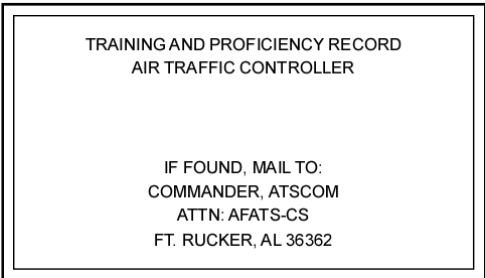 TRAINING AND PROFICIENCY RECORD
AIR TRAFFIC CONTROLLER
IF FOUND, MAIL TO:
COMMANDER, ATSCOM
ATTN: AFATS-CS
FT. RUCKER, AL 36362